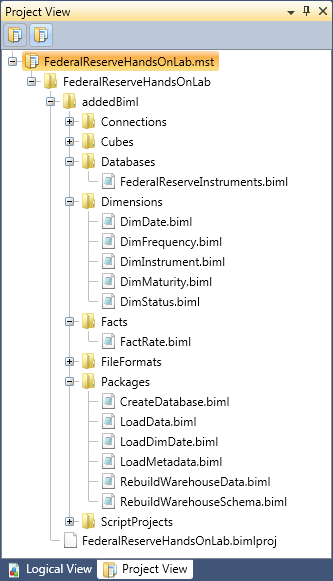 Project View
FederalReserveHandsOnLab.mst
FederalReserveHandsOnLab
addedBiml
Connections
Cubes
Databases
FederalReserveInstruments.biml
Dimensions
DimDate.biml
DimFrequency.biml
DimInstrument.biml
DimMaturity.biml
DimStatus.biml
Facts
FactRate.biml
FileFormats
Packages
CreateDatabase.biml
LoadData.biml
LoadDimDate.biml
LoadMetadata.biml
RebuildWarehouseData.biml
RebuildWarehouseSchema.biml
ScriptProjects
FederalReserveHandsOnLab.bimlproj
Logical View Project View